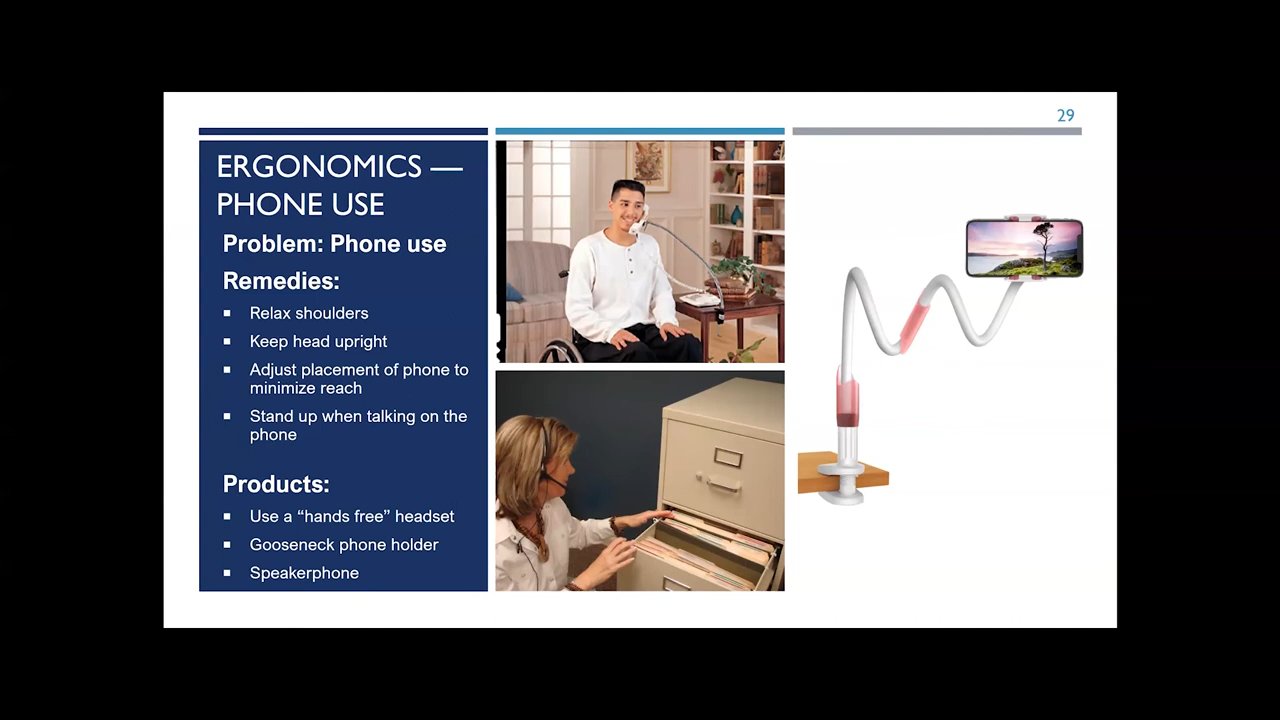 29
ERGONOMICS —
PHONE USE
Problem: Phone use
Remedies:
▪ Relax shoulders
▪ Keep head upright
▪ Adjust placement of phone to
minimize reach
▪ Stand up when talking on the
phone
Products:
▪ Use a “hands free” headset
▪ Gooseneck phone holder
▪ Speakerphone